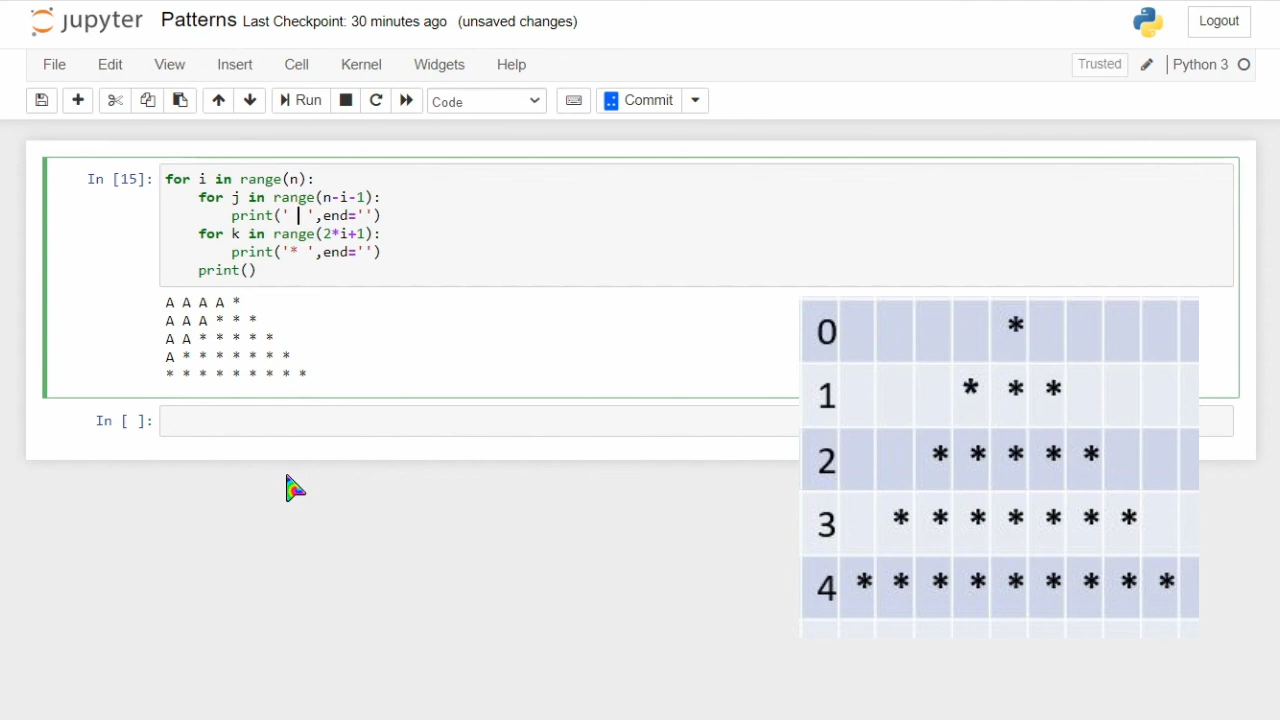 jupyter Patterns Last Checkpoint: 30 minutes ago (unsaved changes) Logout
File Edit View Insert Cell Kernel Widgets Help Trusted Python 3
Run Code Commit
In [15]: for i in range(n):
for j in range(n-i-1):
print('  ',end='')
for k in range(2*i+1):
print('* ',end='')
print()
A A A A *
A A A * * *
A A * * * * *
A * * * * * * *
* * * * * * * * *
In [ ]:
0 *
1 * * *
2 * * * * *
3 * * * * * * *
4 * * * * * * * * *